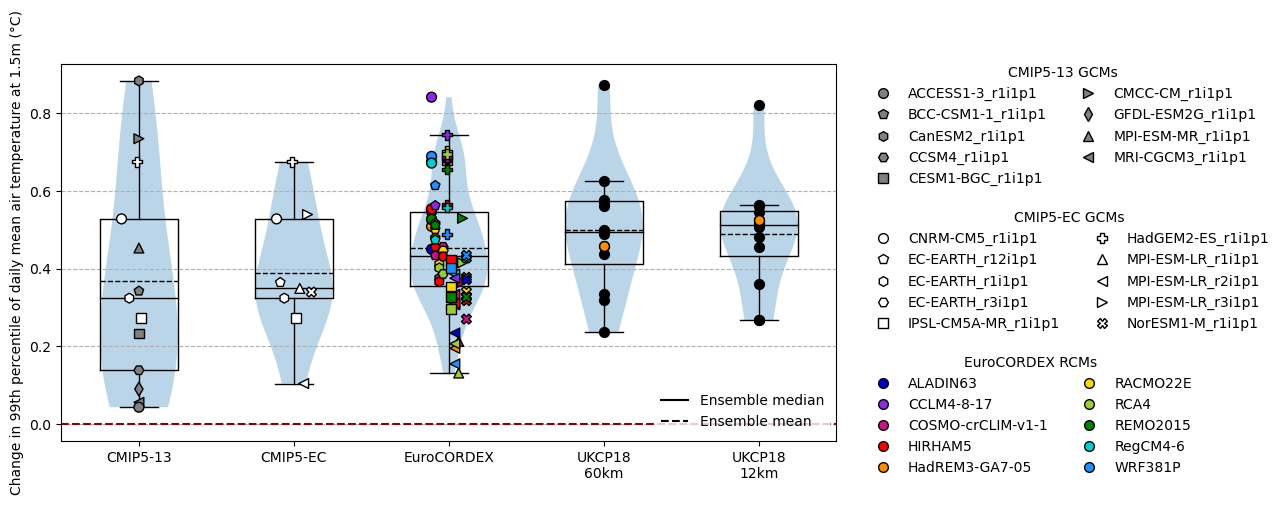 Change in 99th percentile of daily mean air temperature at 1.5m (°C)
0.8
0.6
0.4
0.2
0.0
CMIP5-13
CMIP5-EC
EuroCORDEX
UKCP18
60km
UKCP18
12km
Ensemble median
Ensemble mean
CMIP5-13 GCMs
ACCESS1-3_r1i1p1
BCC-CSM1-1_r1i1p1
CanESM2_r1i1p1
CCSM4_r1i1p1
CESM1-BGC_r1i1p1
CMCC-CM_r1i1p1
GFDL-ESM2G_r1i1p1
MPI-ESM-MR_r1i1p1
MRI-CGCM3_r1i1p1
CMIP5-EC GCMs
CNRM-CM5_r1i1p1
EC-EARTH_r12i1p1
EC-EARTH_r1i1p1
EC-EARTH_r3i1p1
IPSL-CM5A-MR_r1i1p1
HadGEM2-ES_r1i1p1
MPI-ESM-LR_r1i1p1
MPI-ESM-LR_r2i1p1
MPI-ESM-LR_r3i1p1
NorESM1-M_r1i1p1
EuroCORDEX RCMs
ALADIN63
CCLM4-8-17
COSMO-crCLIM-v1-1
HIRHAM5
HadREM3-GA7-05
RACMO22E
RCA4
REMO2015
RegCM4-6
WRF381P